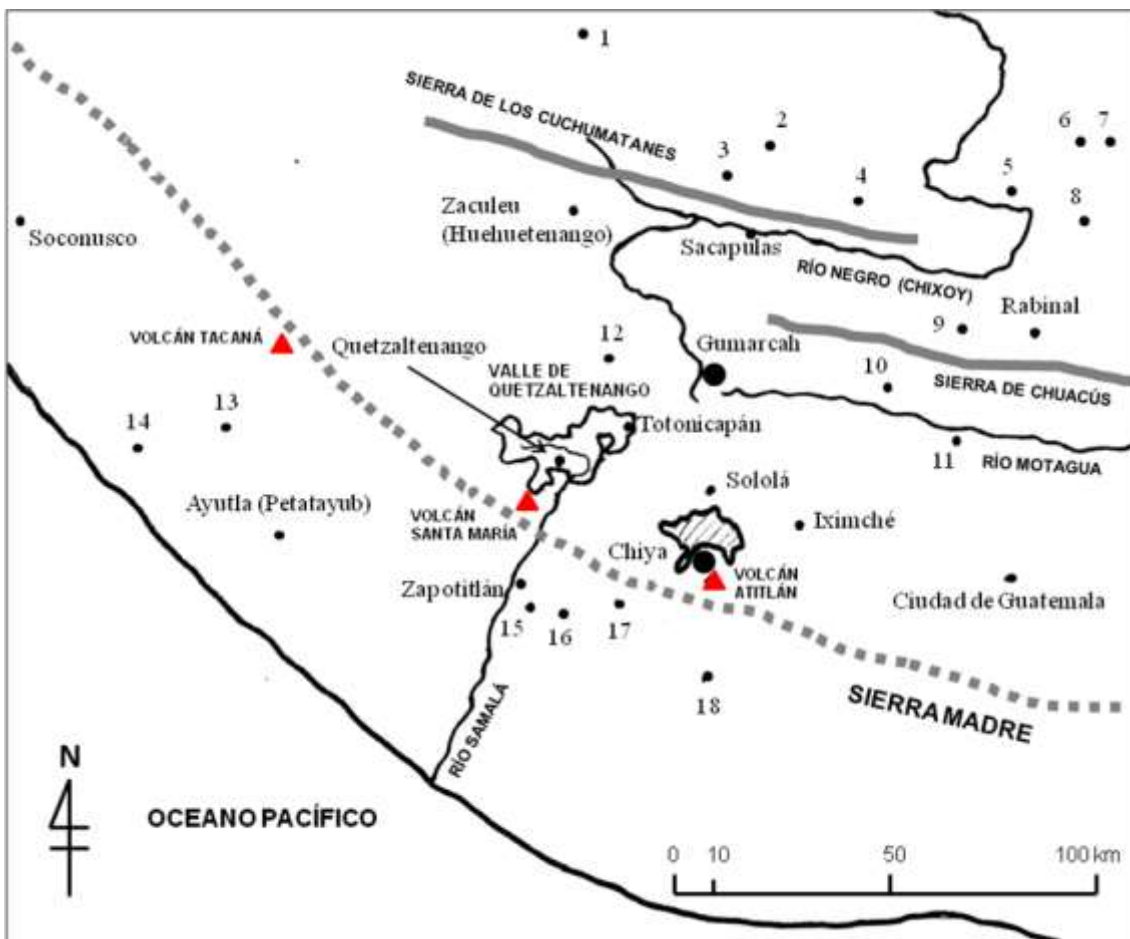 1
SIERRA DE LOS CUCHUMATANES
2
6
7
3
5
4
8
Zaculeu
(Huehuetenango)
Soconusco
Sacapulas
RÍO NEGRO (CHIXOY)
Rabinal
9
VOLCÁN TACANÁ
12
Quetzaltenango
Gumarcah
VALLE DE
QUETZALTENANGO
10
SIERRA DE CHUACÚS
13
14
Totonicapán
11
RÍO MOTAGUA
Sololá
Ayutla (Petatayub)
VOLCÁN
SANTA MARÍA
Iximché
Chiya
VOLCÁN
ATITLÁN
Zapotitlán
Ciudad de Guatemala
15
16
17
18
SIERRA MADRE
RÍO SAMALÁ
N
OCEANO PACÍFICO
0 10 50 100 km